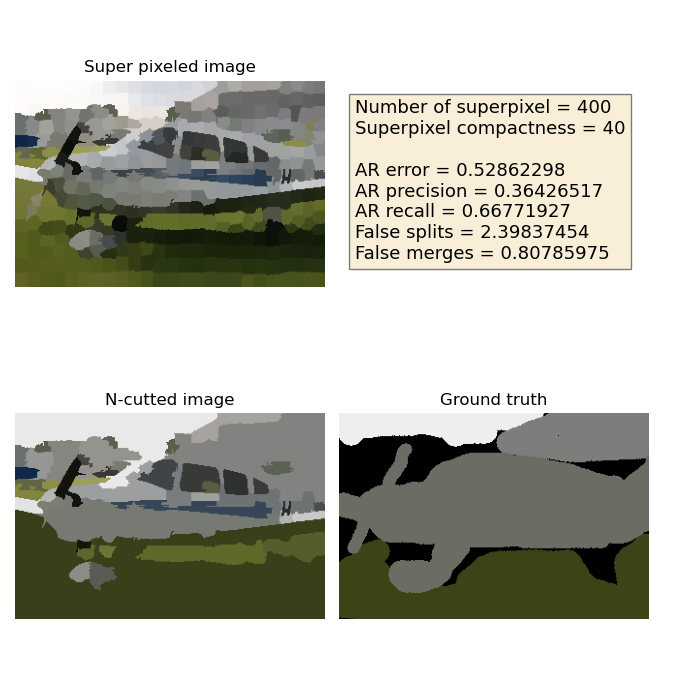 Super pixeled image
Number of superpixel = 400
Superpixel compactness = 40
AR error = 0.52862298
AR precision = 0.36426517
AR recall = 0.66771927
False splits = 2.39837454
False merges = 0.80785975
N-cutted image
Ground truth